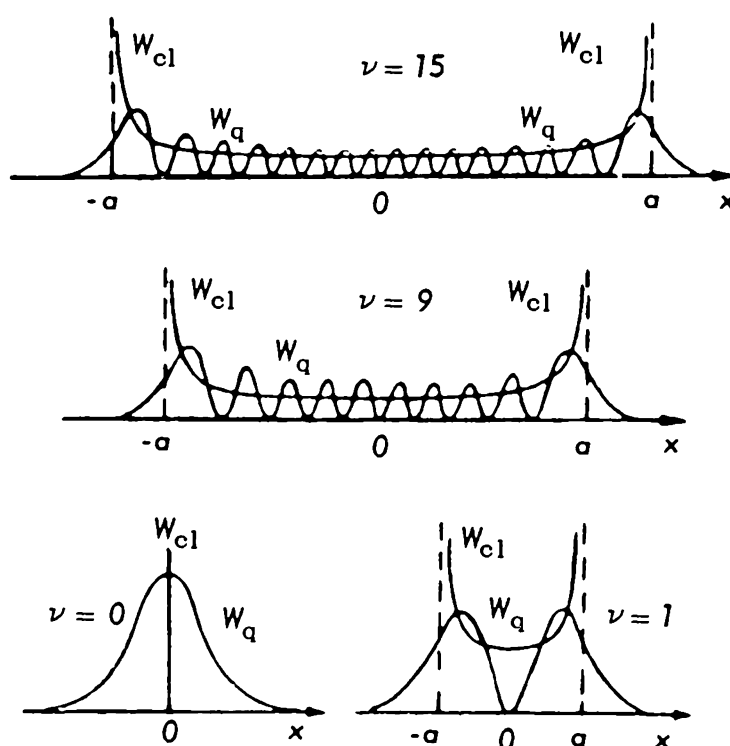 W_cl ν = 15 W_cl
W_q W_q
-a 0 a x
W_cl ν = 9 W_cl
W_q
-a 0 a x
W_cl W_cl
ν = 0 W_q W_q ν = 1
0 x -a 0 a x